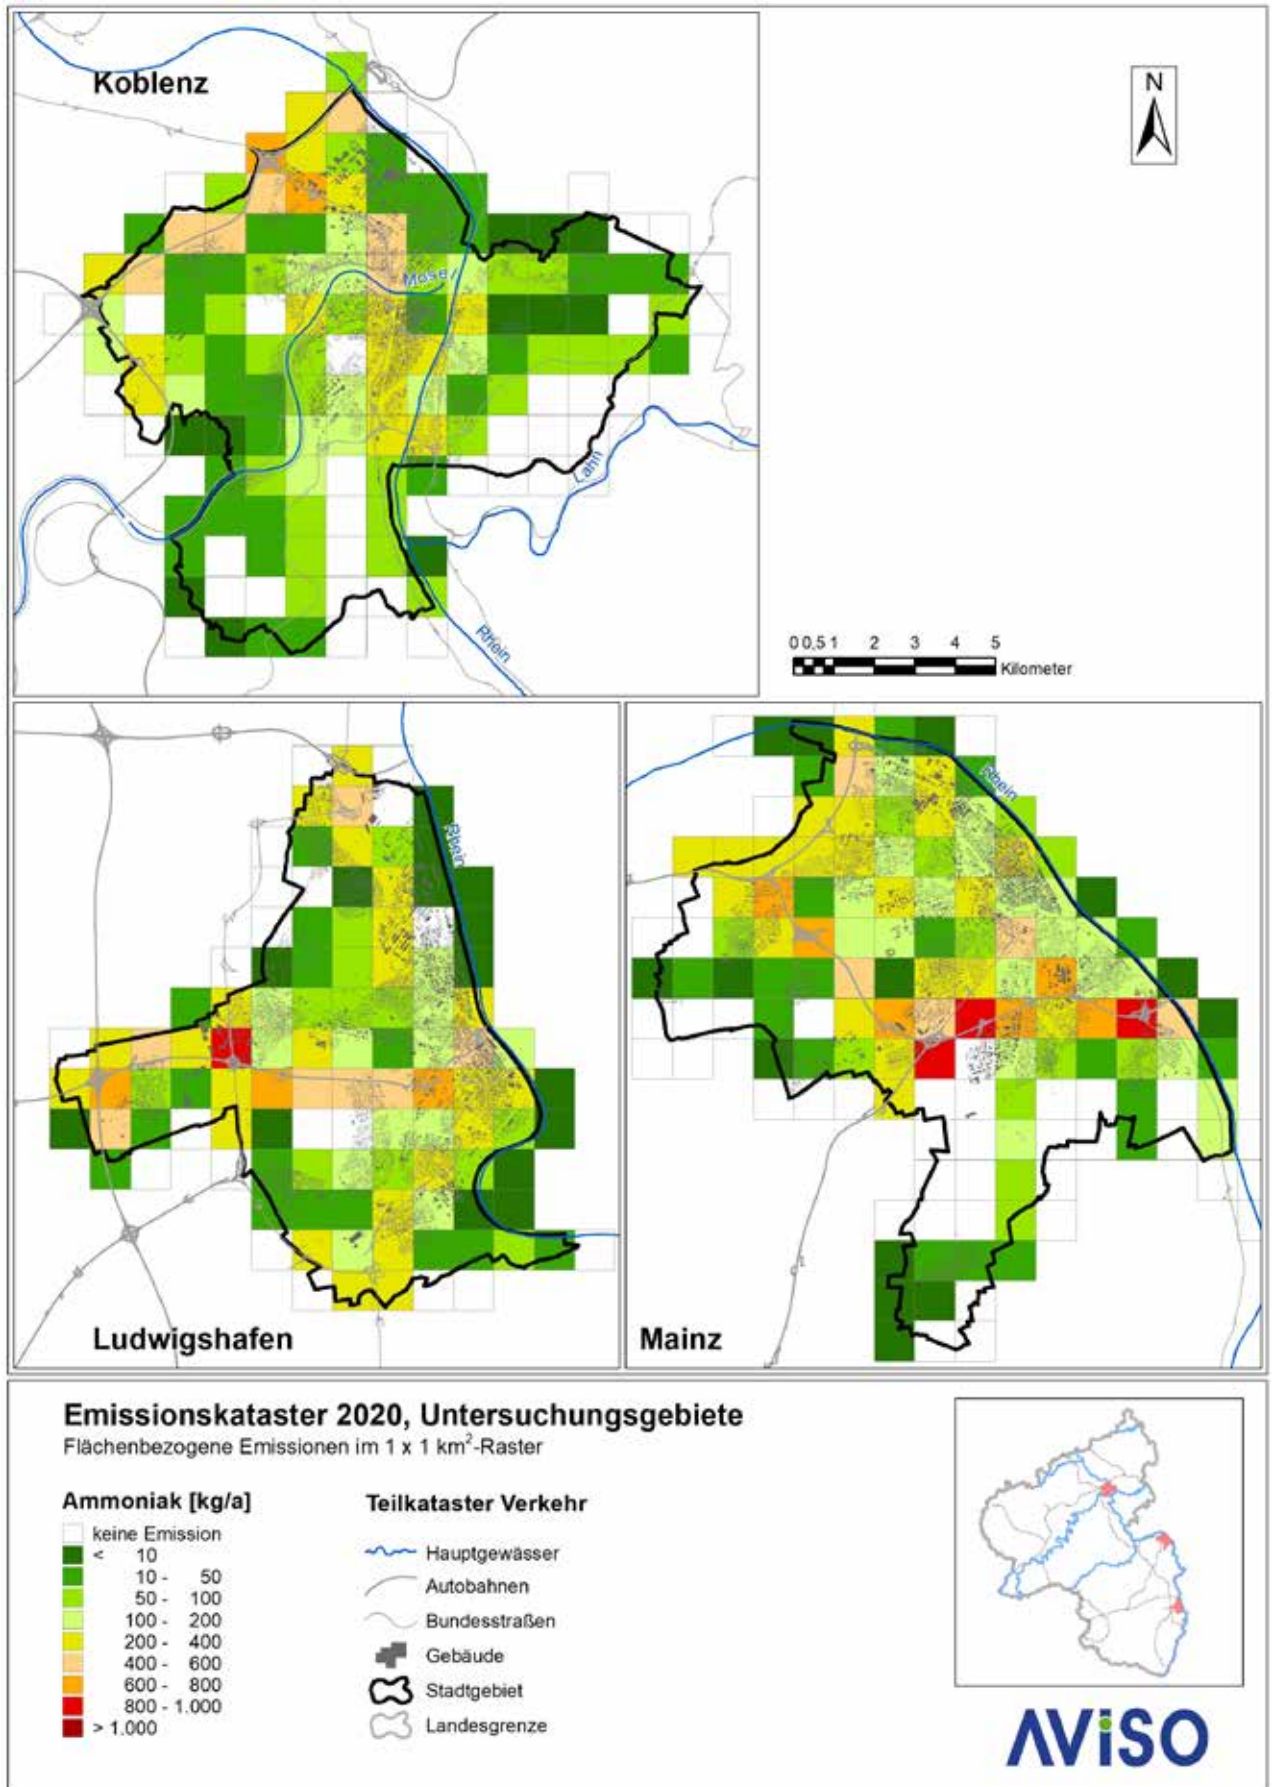 Koblenz
N
Mosel
Lahn
Rhein
0 0,5 1 2 3 4 5
Kilometer
Rhein
Ludwigshafen
Rhein
Mainz
Emissionskataster 2020, Untersuchungsgebiete
Flächenbezogene Emissionen im 1 x 1 km²-Raster
Ammoniak [kg/a]
keine Emission
< 10
10 - 50
50 - 100
100 - 200
200 - 400
400 - 600
600 - 800
800 - 1.000
> 1.000
Teilkataster Verkehr
Hauptgewässer
Autobahnen
Bundesstraßen
Gebäude
Stadtgebiet
Landesgrenze
AViSO